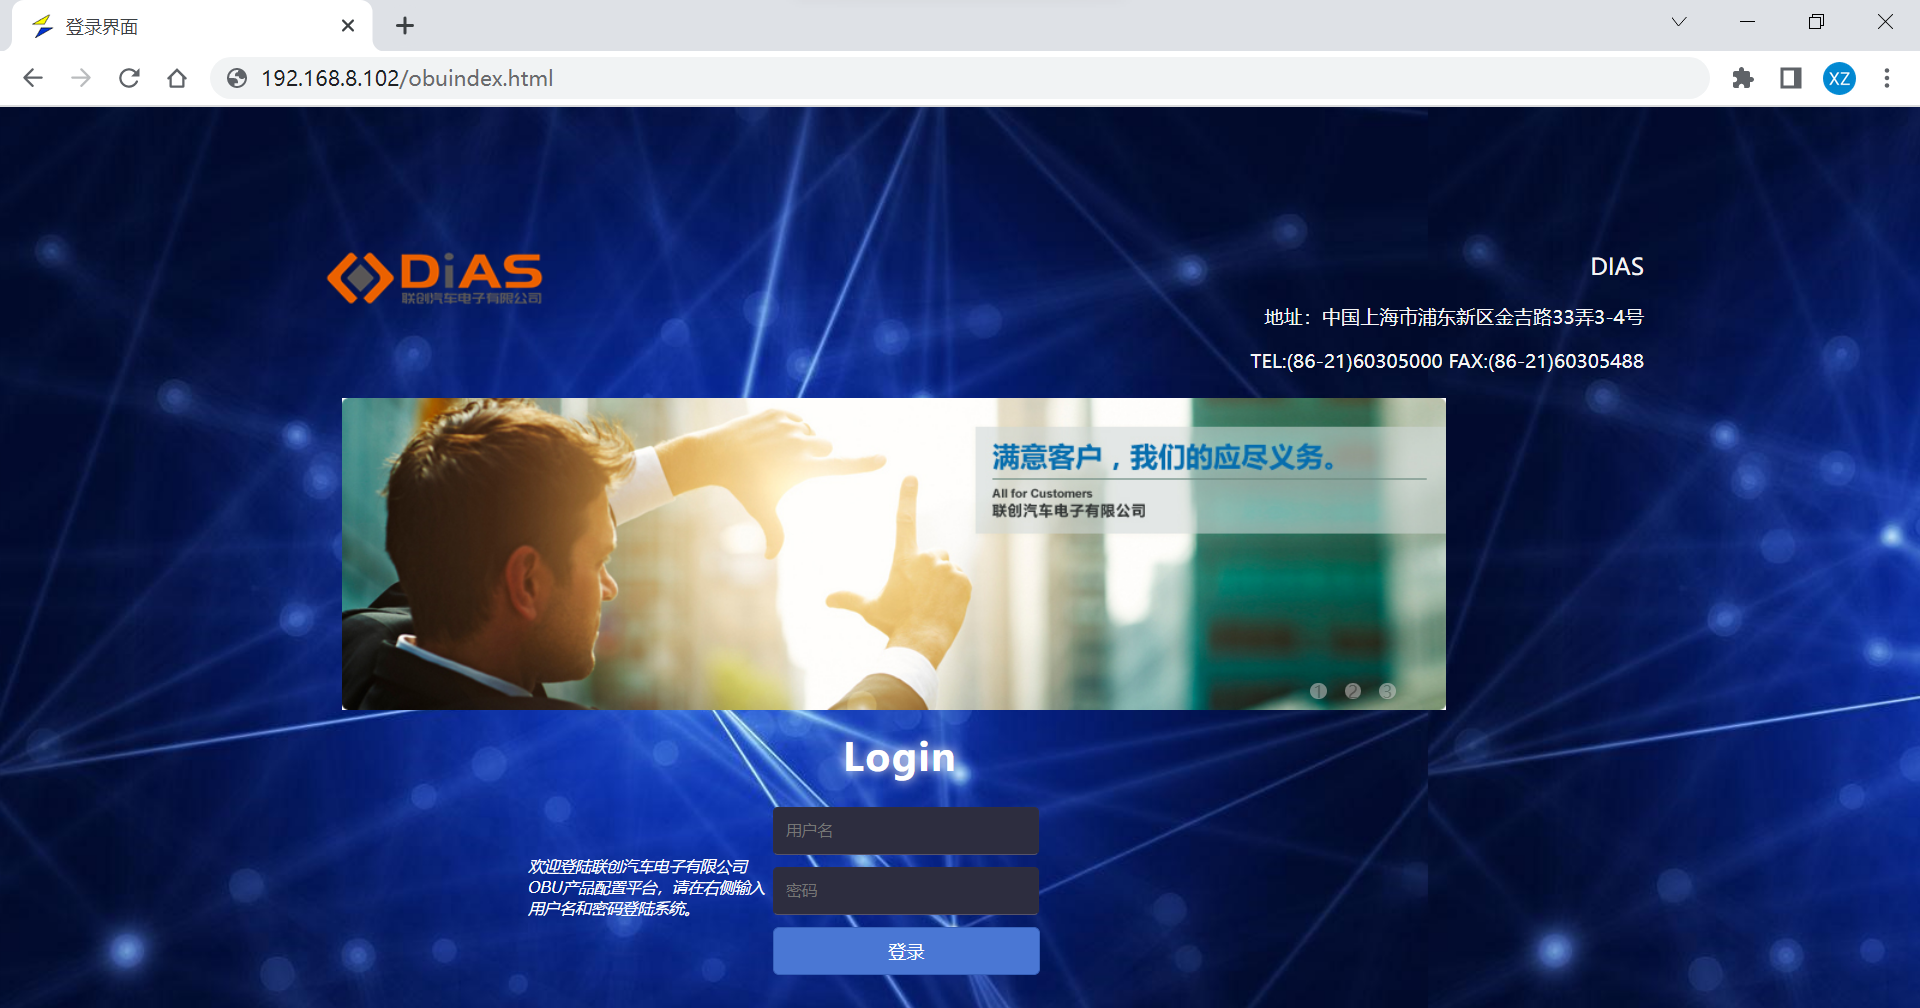 登录界面
192.168.8.102/obuindex.html
XZ
DiAS
联创汽车电子有限公司
DIAS
地址：中国上海市浦东新区金吉路33弄3-4号
TEL:(86-21)60305000 FAX:(86-21)60305488
满意客户，我们的应尽义务。
All for Customers
联创汽车电子有限公司
1 2 3
Login
用户名
欢迎登陆联创汽车电子有限公司
OBU产品配置平台，请在右侧输入
用户名和密码登陆系统。
密码
登录